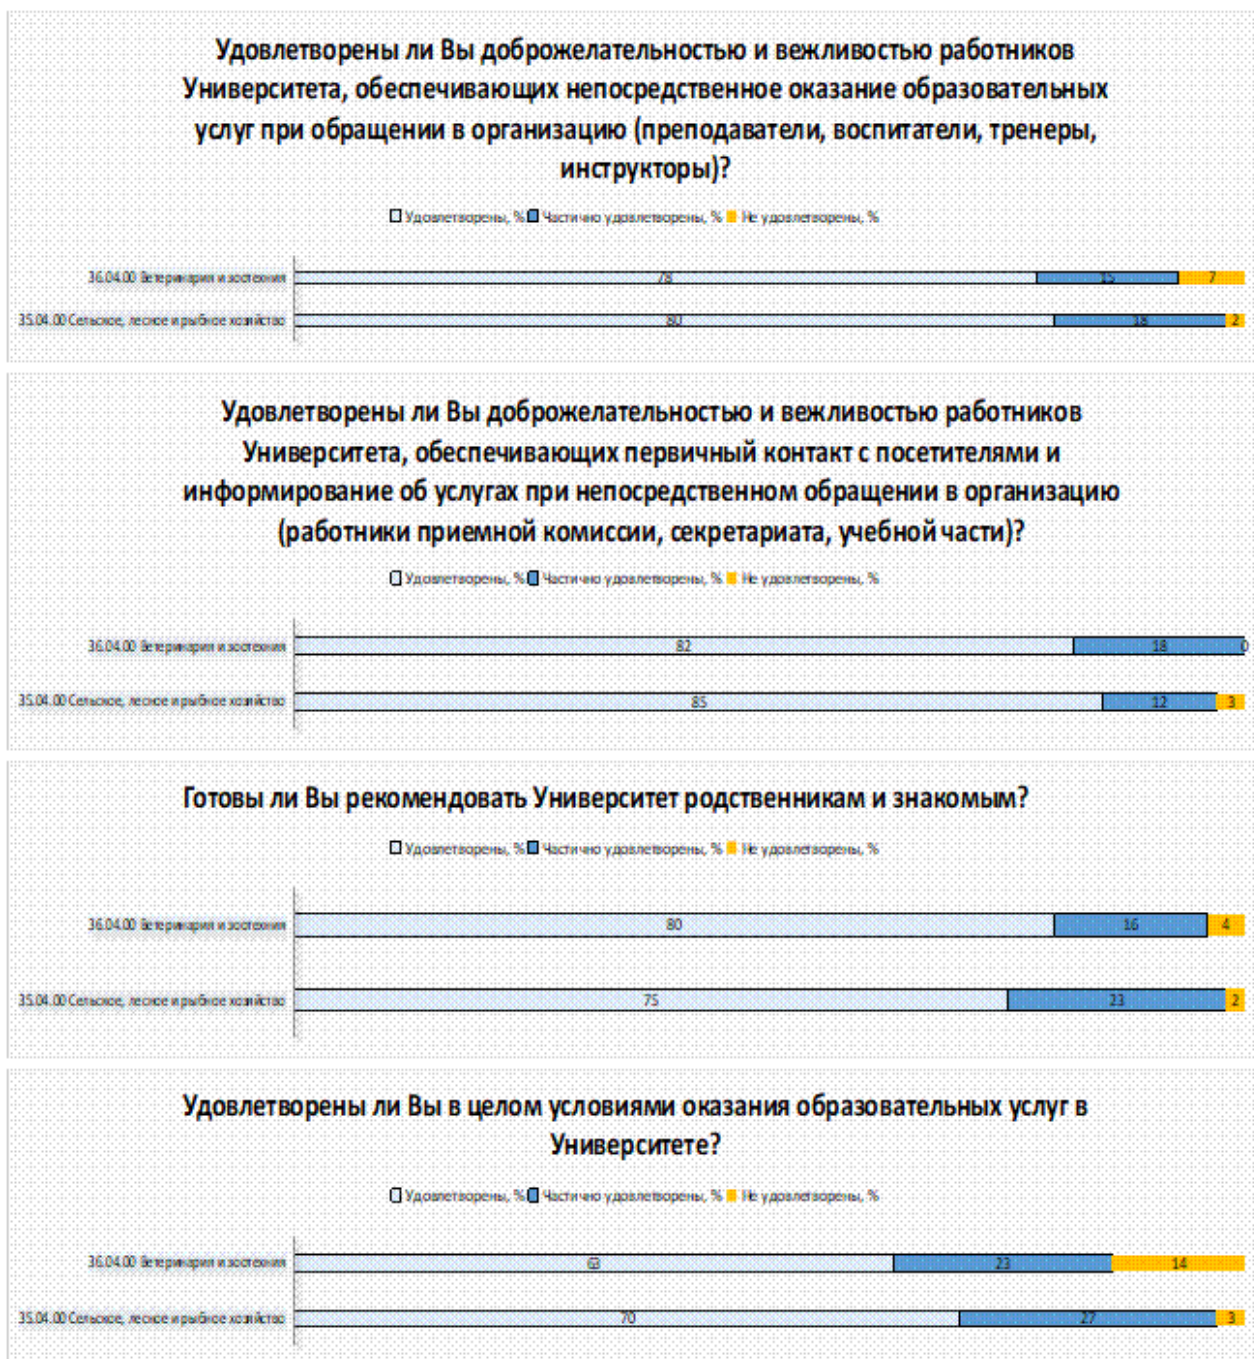 Удовлетворены ли Вы доброжелательностью и вежливостью работников
Университета, обеспечивающих непосредственное оказание образовательных
услуг при обращении в организацию (преподаватели, воспитатели, тренеры,
инструкторы)?
Удовлетворены, % Частично удовлетворены, % Не удовлетворены, %
36.04.00 Ветеринария и зоотехния 78 15 7
35.04.00 Сельское, лесное и рыбное хозяйство 80 18 2
Удовлетворены ли Вы доброжелательностью и вежливостью работников
Университета, обеспечивающих первичный контакт с посетителями и
информирование об услугах при непосредственном обращении в организацию
(работники приемной комиссии, секретариата, учебной части)?
Удовлетворены, % Частично удовлетворены, % Не удовлетворены, %
36.04.00 Ветеринария и зоотехния 82 18 0
35.04.00 Сельское, лесное и рыбное хозяйство 85 12 3
Готовы ли Вы рекомендовать Университет родственникам и знакомым?
Удовлетворены, % Частично удовлетворены, % Не удовлетворены, %
36.04.00 Ветеринария и зоотехния 80 16 4
35.04.00 Сельское, лесное и рыбное хозяйство 75 23 2
Удовлетворены ли Вы в целом условиями оказания образовательных услуг в
Университете?
Удовлетворены, % Частично удовлетворены, % Не удовлетворены, %
36.04.00 Ветеринария и зоотехния 63 23 14
35.04.00 Сельское, лесное и рыбное хозяйство 70 27 3